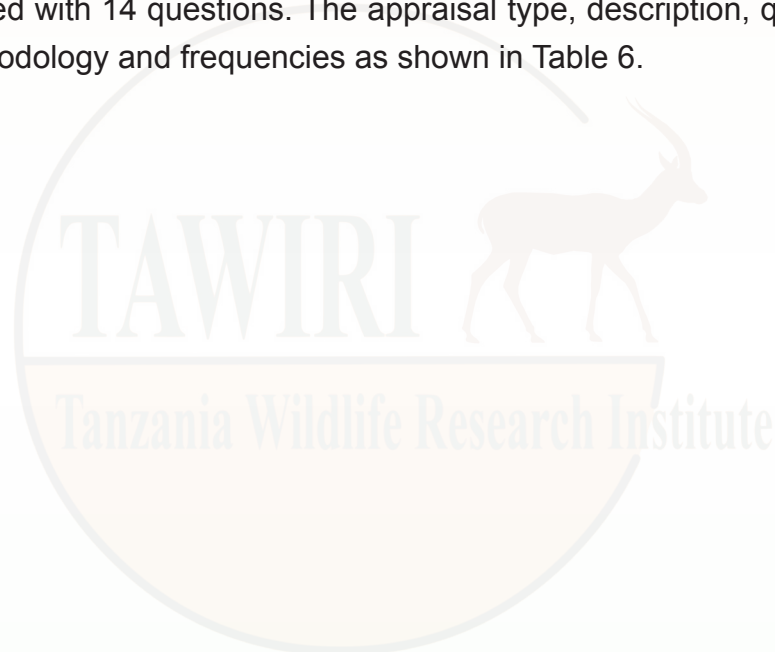 ed with 14 questions. The appraisal type, description, q
odology and frequencies as shown in Table 6.
TAWIRI
Tanzania Wildlife Research Institute